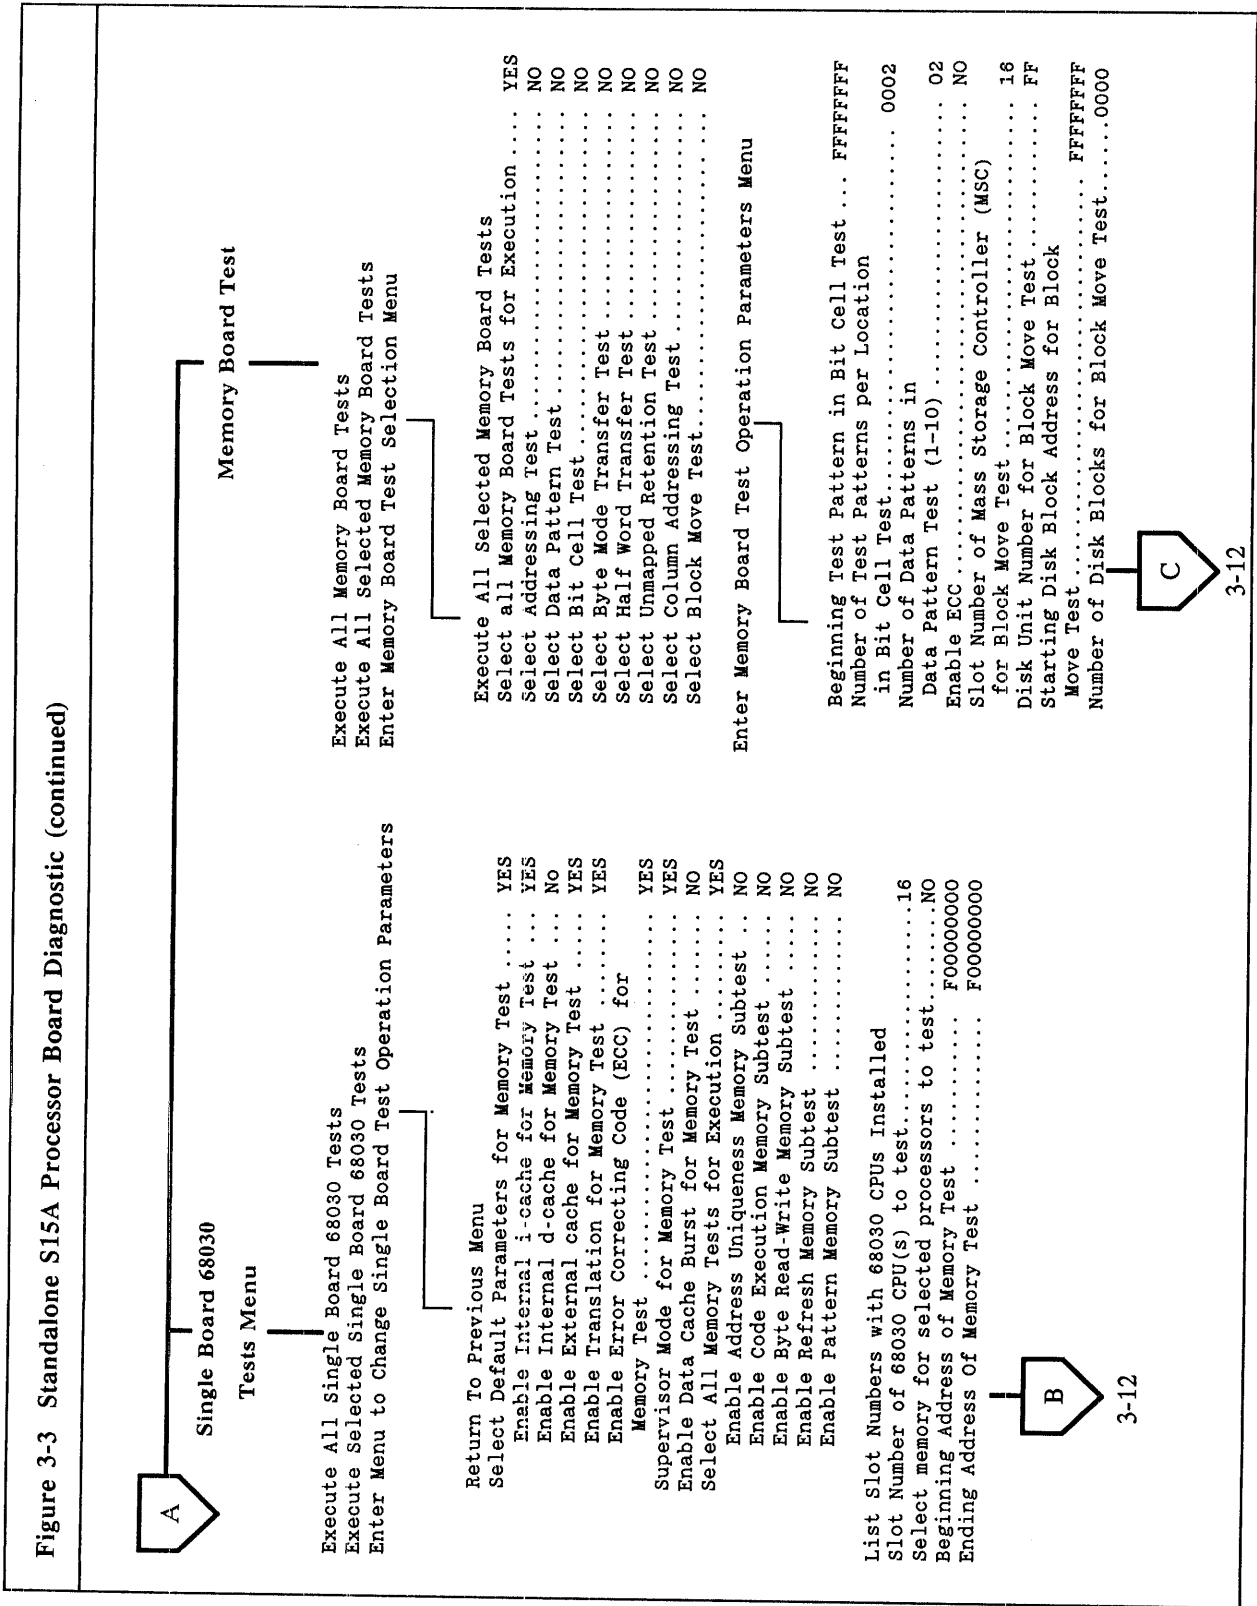 Figure 3-3 Standalone S15A Processor Board Diagnostic (continued)
A
Single Board 68030
Tests Menu
Execute All Single Board 68030 Tests
Execute Selected Single Board 68030 Tests
Enter Menu to Change Single Board Test Operation Parameters
Return To Previous Menu
Select Default Parameters for Memory Test ..... YES
Enable Internal i-cache for Memory Test ... YES
Enable Internal d-cache for Memory Test ... No
Enable External cache for Memory Test ..... YES
Enable Translation for Memory Test ........ YES
Enable Error Correcting Code (ECC) for
Memory Test ............................. YES
Supervisor Mode for Memory Test ............... YES
Enable Data Cache Burst for Memory Test ....... NO
Select All Memory Tests for Execution ......... YES
Enable Address Uniqueness Memory Subtest .. NO
Enable Code Execution Memory Subtest ...... NO
Enable Byte Read-Write Memory Subtest ..... NO
Enable Refresh Memory Subtest ............. NO
Enable Pattern Memory Subtest ............. NO
List Slot Numbers with 68030 CPUs Installed
Slot Number of 68030 CPU(s) to test..................16
Select memory for selected processors to test........NO
Beginning Address of Memory Test .......... F0000000
Ending Address Of Memory Test ............. F0000000
B
3-12
Memory Board Test
Execute All Memory Board Tests
Execute All Selected Memory Board Tests
Enter Memory Board Test Selection Menu
Execute All Selected Memory Board Tests
Select all Memory Board Tests for Execution .... YES
Select Addressing Test.......................... NO
Select Data Pattern Test........................ NO
Select Bit Cell Test............................ NO
Select Byte Mode Transfer Test.................. NO
Select Half Word Transfer Test.................. NO
Select Unmapped Retention Test.................. NO
Select Column Addressing Test................... NO
Select Block Move Test.......................... NO
Enter Memory Board Test Operation Parameters Menu
Beginning Test Pattern in Bit Cell Test ... FFFFFFFF
Number of Test Patterns per Location
in Bit Cell Test............................ 0002
Number of Data Patterns in
Data Pattern Test (1-10) ..................... 02
Enable ECC ..................................... NO
Slot Number of Mass Storage Controller (MSC)
for Block Move Test .......................... 16
Disk Unit Number for Block Move Test ........... FF
Starting Disk Block Address for Block
Move Test................................ FFFFFFFF
Number of Disk Blocks for Block Move Test.....0000
C
3-12